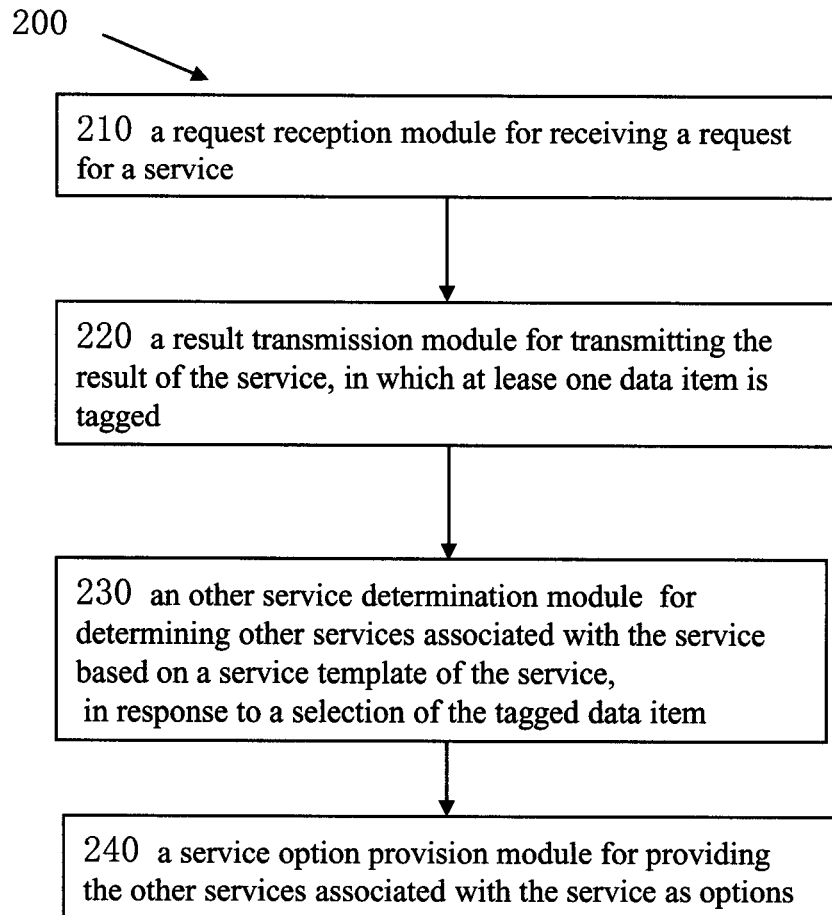 200
210 a request reception module for receiving a request
for a service
220 a result transmission module for transmitting the
result of the service, in which at lease one data item is
tagged
230 an other service determination module for
determining other services associated with the service
based on a service template of the service,
in response to a selection of the tagged data item
240 a service option provision module for providing
the other services associated with the service as options